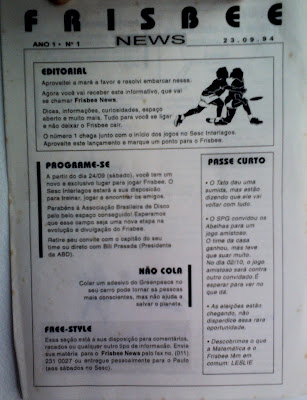 FRISBEE
ANO 1 • Nº 1
NEWS
23.09.94
EDITORIAL
Aproveitei a maré a favor e resolvi embarcar nessa.
Agora você vai receber este informativo, que vai
se chamar Frisbee News.
Dicas, informações, curiosidades, espaço
aberto e muito mais. Tudo para você se ligar
e não deixar o Frisbee cair.
O número 1 chega junto com o início dos jogos no Sesc Interlagos.
Aproveite este lançamento e marque um ponto para o Frisbee.
PROGRAME-SE
A partir do dia 24/09 (sábado), você tem um
novo e exclusivo lugar para jogar Frisbee. O
Sesc Interlagos estará a sua disposição
para treinar, jogar e encontrar os amigos.
Parabéns à Associação Brasileira de Disco
pelo belo espaço conseguido. Esperamos
que esse campo seja uma nova etapa na
evolução e divulgação do Frisbee.
Retire seu convite com o capitão do seu
time ou direto com Bill Presada (Presidente
da ABD).
NÃO COLA
Colar um adesivo do Greenpeace no
seu carro pode tornar as pessoas
mais conscientes, mas não ajuda a
salvar o planeta.
FREE-STYLE
Essa seção está a sua disposição para comentários,
recados ou qualquer outro tipo de informação. Envie
sua matéria para o Frisbee News pelo fax no. (011)
231 0027 ou entregue pessoalmente para o Paulo
(aos sábados no Sesc).
PASSE CURTO
• O Tatá deu uma
sumida, mas estão
dizendo que ele vai
voltar com tudo.
• O SPG convidou os
Abelhas para um
jogo amistoso.
O time da casa
ganhou, mas teve
que suar muito.
No dia 02/10, o jogo
amistoso será contra
outro convidado. É
esperar para ver no
que dá.
• As eleições estão
chegando, não
disperdice essa rara
oportunidade.
• Descobrimos o que
a Matemática e o
Frisbee têm em
comum: LESLIE